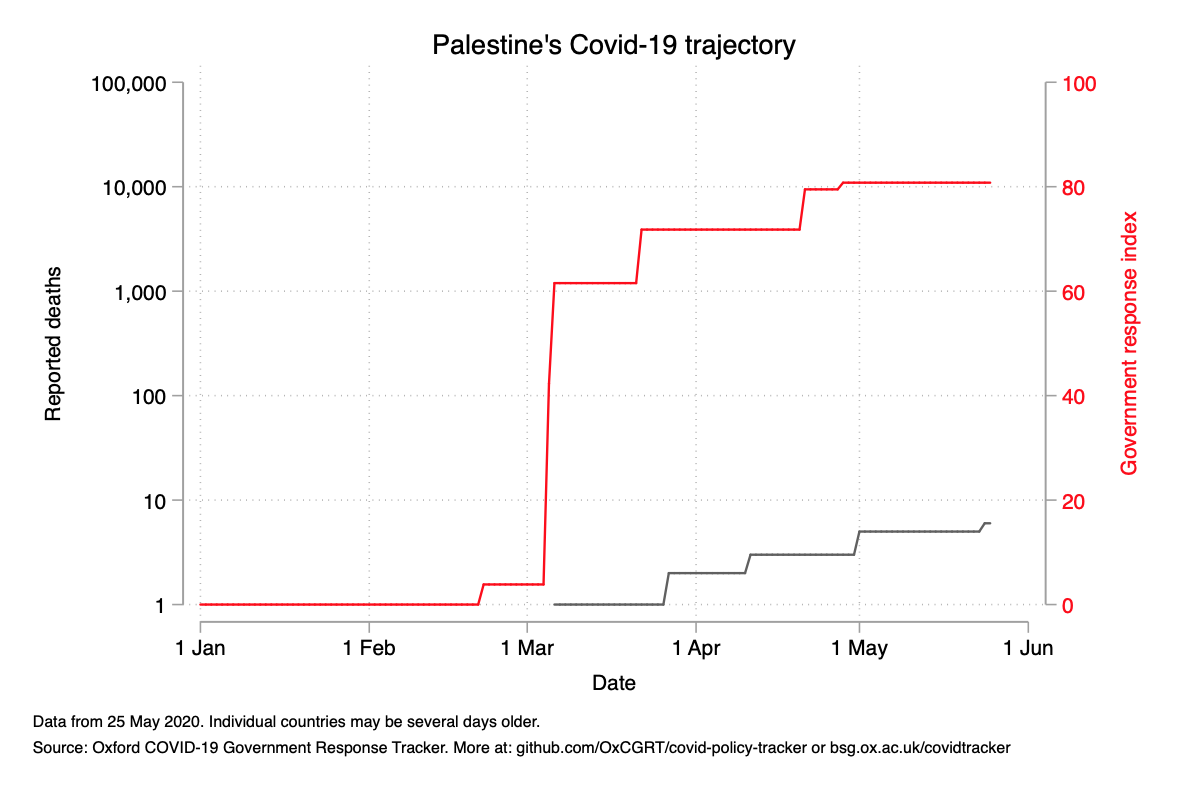 Palestine's Covid-19 trajectory
100,000
10,000
1,000
100
10
1
Reported deaths
100
80
60
40
20
0
Government response index
1 Jan
1 Feb
1 Mar
1 Apr
1 May
1 Jun
Date
Data from 25 May 2020. Individual countries may be several days older.
Source: Oxford COVID-19 Government Response Tracker. More at: github.com/OxCGRT/covid-policy-tracker or bsg.ox.ac.uk/covidtracker